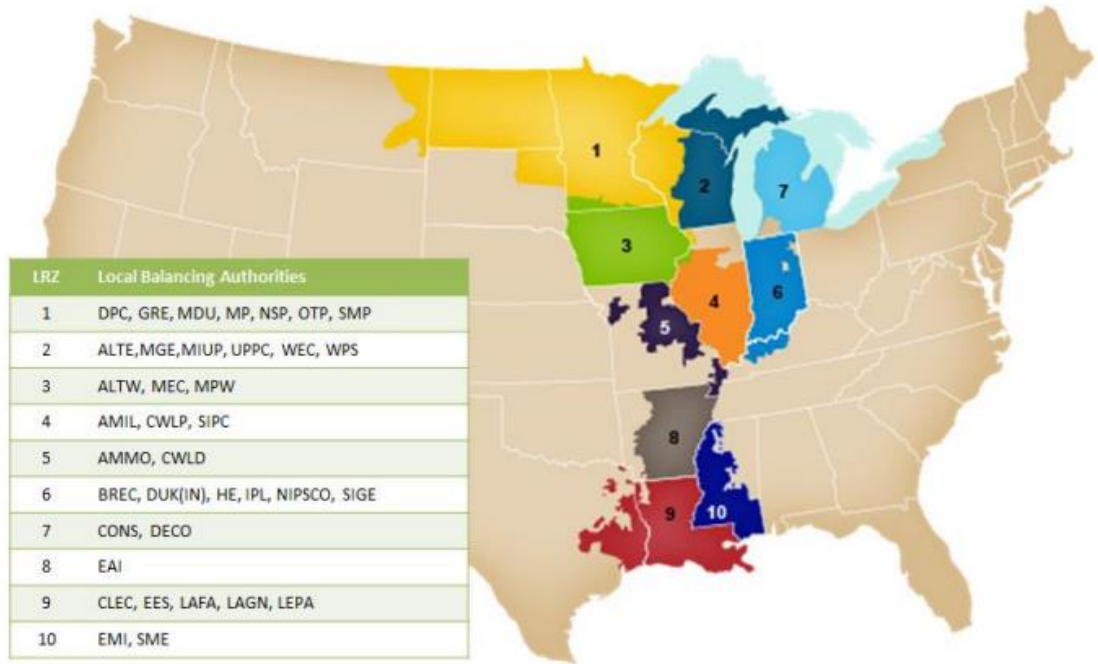 1
2
7
3
4
6
5
8
9
10
LRZ Local Balancing Authorities
1 DPC, GRE, MDU, MP, NSP, OTP, SMP
2 ALTE,MGE,MIUP, UPPC, WEC, WPS
3 ALTW, MEC, MPW
4 AMIL, CWLP, SIPC
5 AMMO, CWLD
6 BREC, DUK(IN), HE, IPL, NIPSCO, SIGE
7 CONS, DECO
8 EAI
9 CLEC, EES, LAFA, LAGN, LEPA
10 EMI, SME